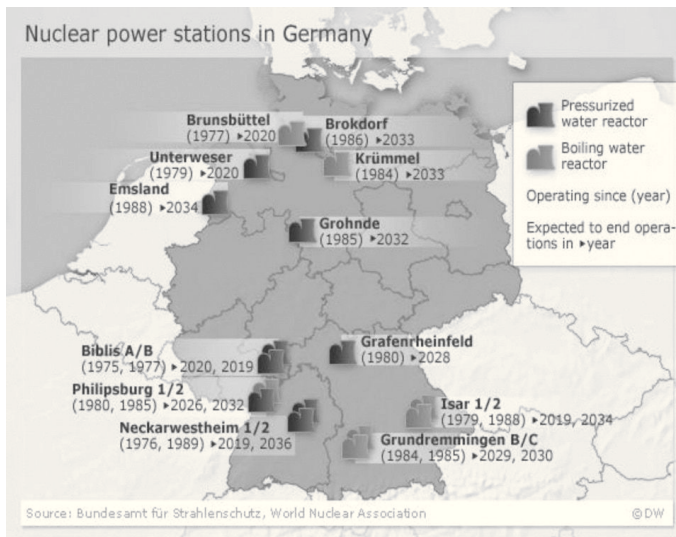 Nuclear power stations in Germany
Brunsbüttel
(1977) ▸2020
Brokdorf
(1986) ▸2033
Unterweser
(1979) ▸2020
Krümmel
(1984) ▸2033
Emsland
(1988) ▸2034
Grohnde
(1985) ▸2032
Pressurized
water reactor
Boiling water
reactor
Operating since (year)
Expected to end opera-
tions in ▸year
Biblis A/B
(1975, 1977) ▸2020, 2019
Grafenrheinfeld
(1980) ▸2028
Philipsburg 1/2
(1980, 1985) ▸2026, 2032
Neckarwestheim 1/2
(1976, 1989) ▸2019, 2036
Isar 1/2
(1979, 1988) ▸2019, 2034
Grundremmingen B/C
(1984, 1985) ▸2029, 2030
Source: Bundesamt für Strahlenschutz, World Nuclear Association
©DW